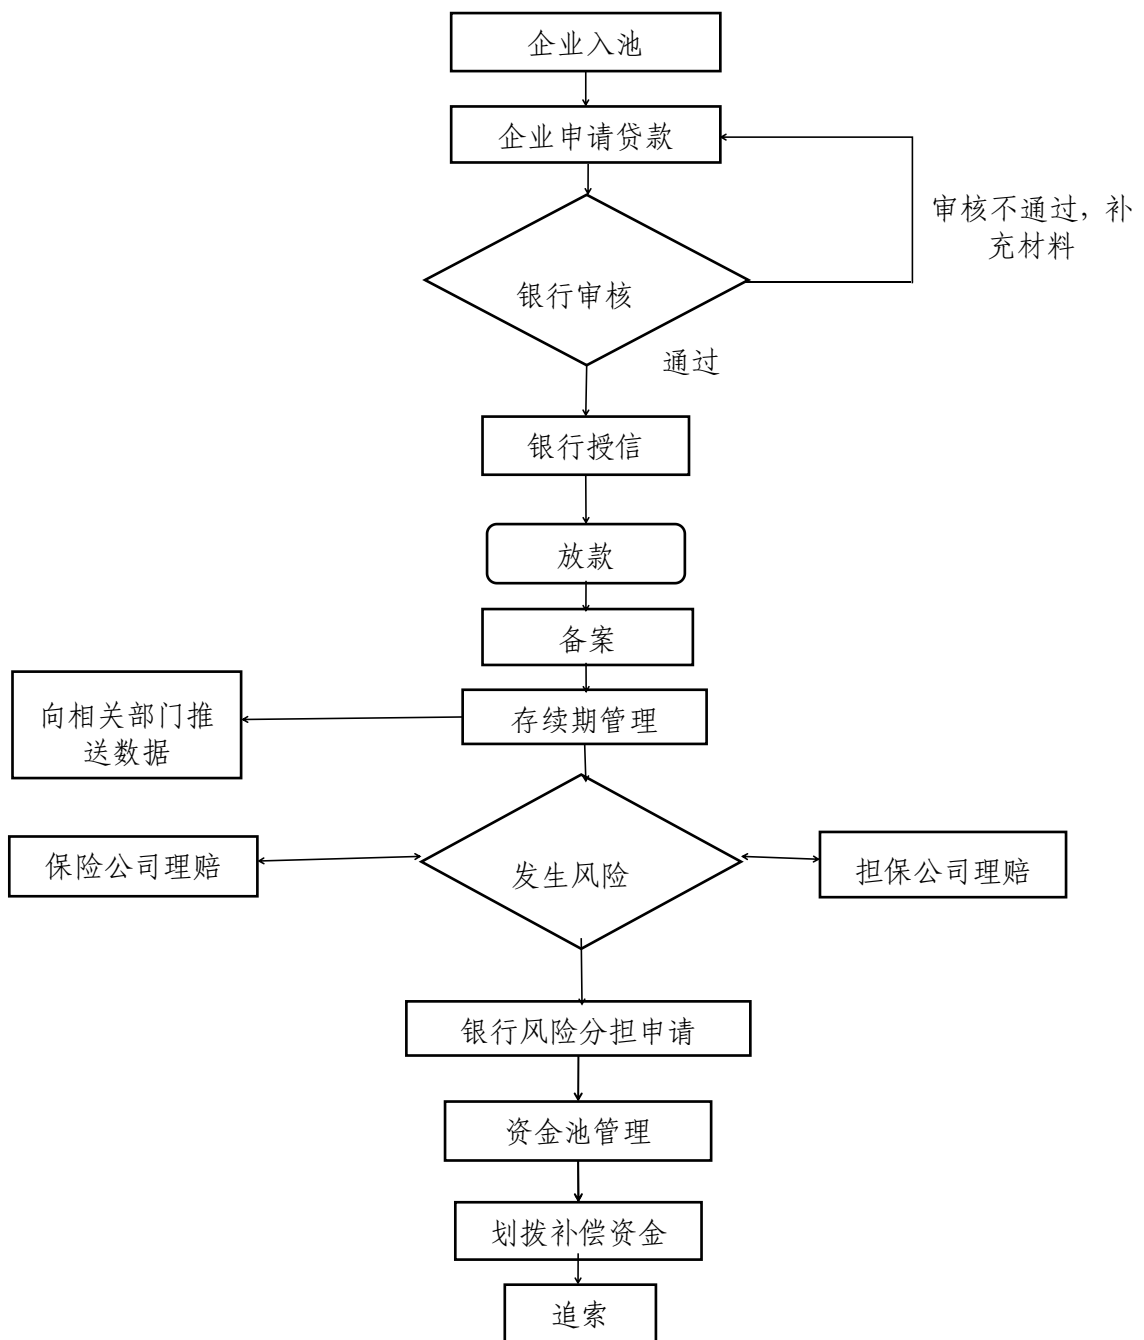 企业入池
企业申请贷款
审核不通过，补
充材料
银行审核
通过
银行授信
放款
备案
向相关部门推
送数据
存续期管理
保险公司理赔
发生风险
担保公司理赔
银行风险分担申请
资金池管理
划拨补偿资金
追索